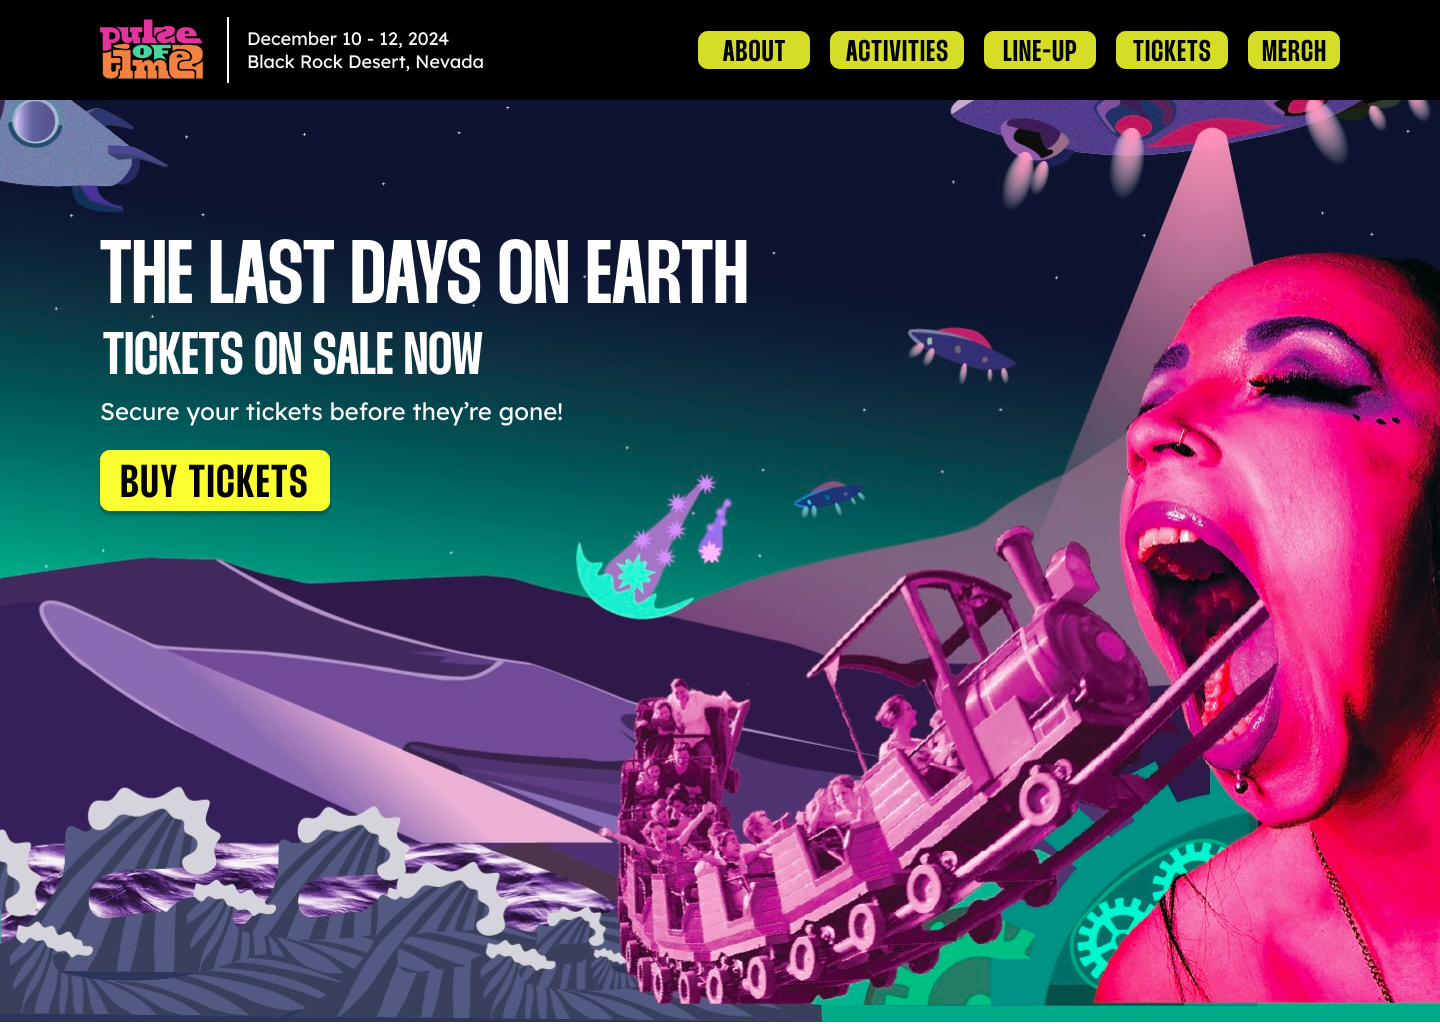 pulse
OF
time
December 10 - 12, 2024
Black Rock Desert, Nevada
ABOUT
ACTIVITIES
LINE-UP
TICKETS
MERCH
THE LAST DAYS ON EARTH
TICKETS ON SALE NOW
Secure your tickets before they’re gone!
BUY TICKETS